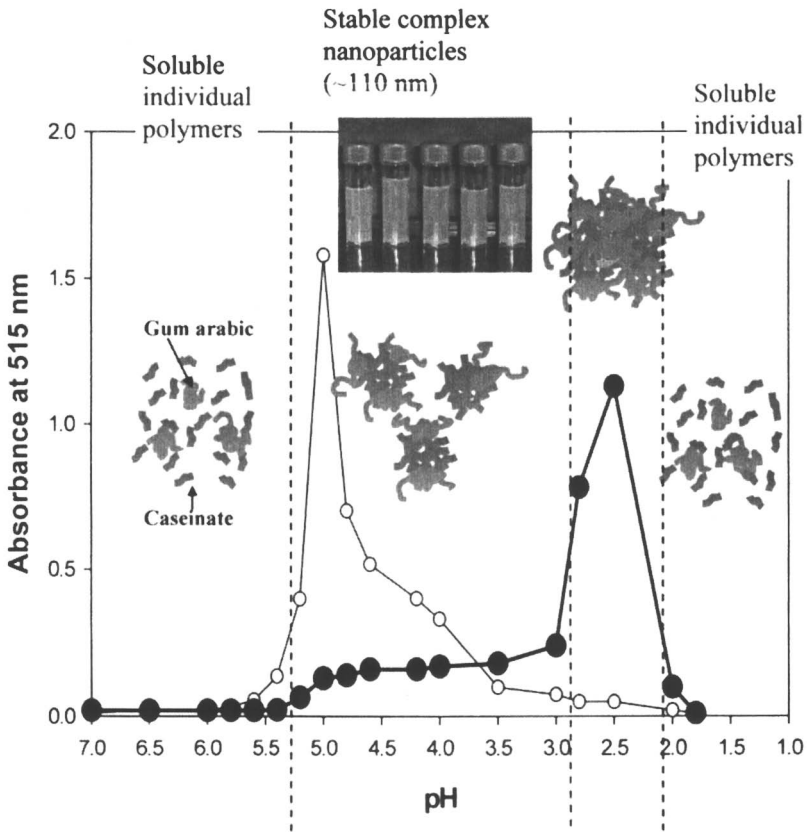 Stable complex
nanoparticles
(~110 nm)
Soluble
individual
polymers
Soluble
individual
polymers
2.0
1.5
1.0
0.5
0.0
Absorbance at 515 nm
Gum arabic
Caseinate
7.0 6.5 6.0 5.5 5.0 4.5 4.0 3.5 3.0 2.5 2.0 1.5 1.0
pH